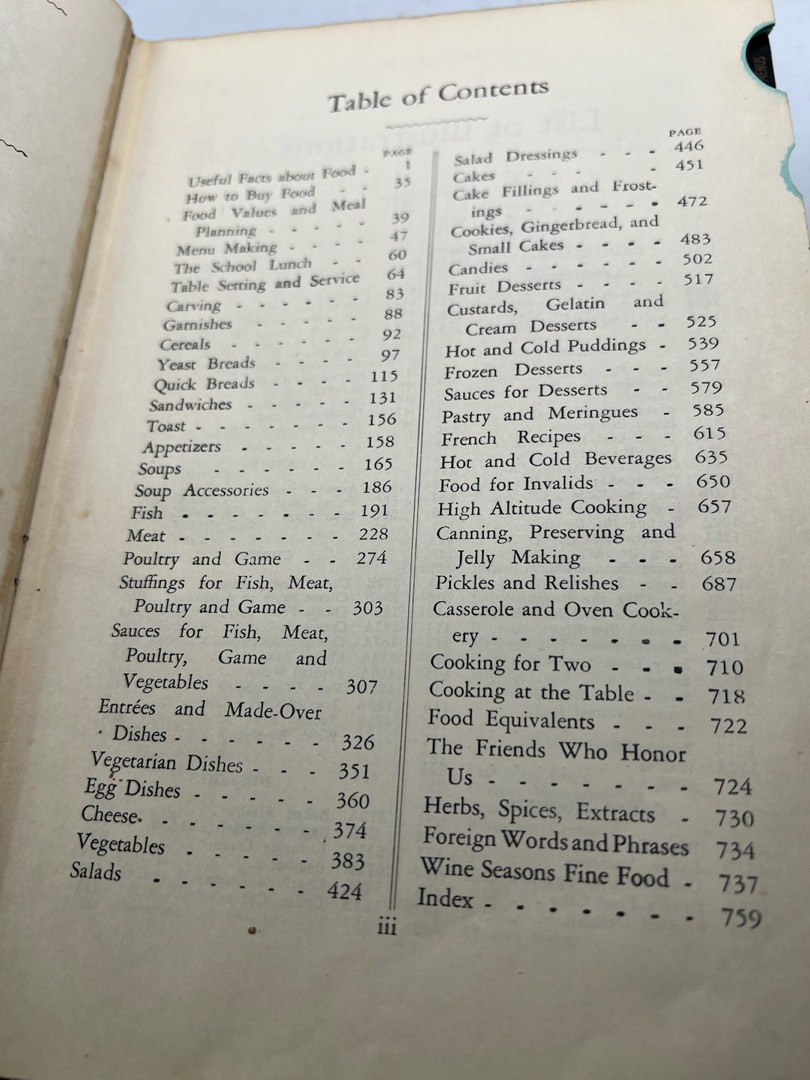 Table of Contents
PAGE
Useful Facts about Food - 1
How to Buy Food - - 35
Food Values and Meal
Planning - - - - - 39
Menu Making - - - - 47
The School Lunch - - 60
Table Setting and Service 64
Carving - - - - - - 83
Garnishes - - - - - 88
Cereals - - - - - - 92
Yeast Breads - - - - 97
Quick Breads - - - - 115
Sandwiches - - - - - 131
Toast - - - - - - - 156
Appetizers - - - - - 158
Soups - - - - - - 165
Soup Accessories - - - 186
Fish - - - - - - - 191
Meat - - - - - - - 228
Poultry and Game - - 274
Stuffings for Fish, Meat,
Poultry and Game - - 303
Sauces for Fish, Meat,
Poultry, Game and
Vegetables - - - - 307
Entrées and Made-Over
Dishes - - - - - - 326
Vegetarian Dishes - - - 351
Egg Dishes - - - - - 360
Cheese - - - - - - 374
Vegetables - - - - - 383
Salads - - - - - - 424
PAGE
Salad Dressings - - - 446
Cakes - - - - 451
Cake Fillings and Frost-
ings - - - - - 472
Cookies, Gingerbread, and
Small Cakes - - - - 483
Candies - - - - - - 502
Fruit Desserts - - - - 517
Custards, Gelatin and
Cream Desserts - - 525
Hot and Cold Puddings - 539
Frozen Desserts - - - 557
Sauces for Desserts - - 579
Pastry and Meringues - 585
French Recipes - - - 615
Hot and Cold Beverages 635
Food for Invalids - - - 650
High Altitude Cooking - 657
Canning, Preserving and
Jelly Making - - - 658
Pickles and Relishes - - 687
Casserole and Oven Cook-
ery - - - - - - - 701
Cooking for Two - - - 710
Cooking at the Table - - 718
Food Equivalents - - - 722
The Friends Who Honor
Us - - - - - - - 724
Herbs, Spices, Extracts - 730
Foreign Words and Phrases 734
Wine Seasons Fine Food - 737
Index - - - - - - - 759
iii